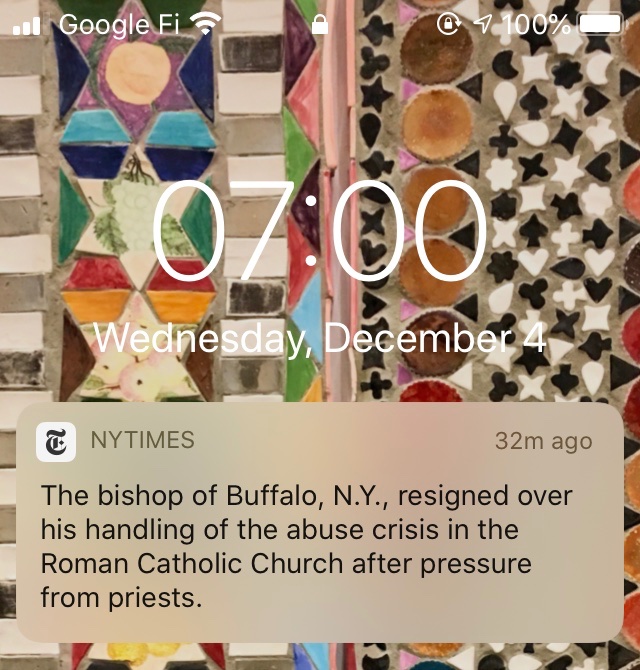 Google Fi 100%
07:00
Wednesday, December 4
NYTIMES 32m ago
The bishop of Buffalo, N.Y., resigned over
his handling of the abuse crisis in the
Roman Catholic Church after pressure
from priests.